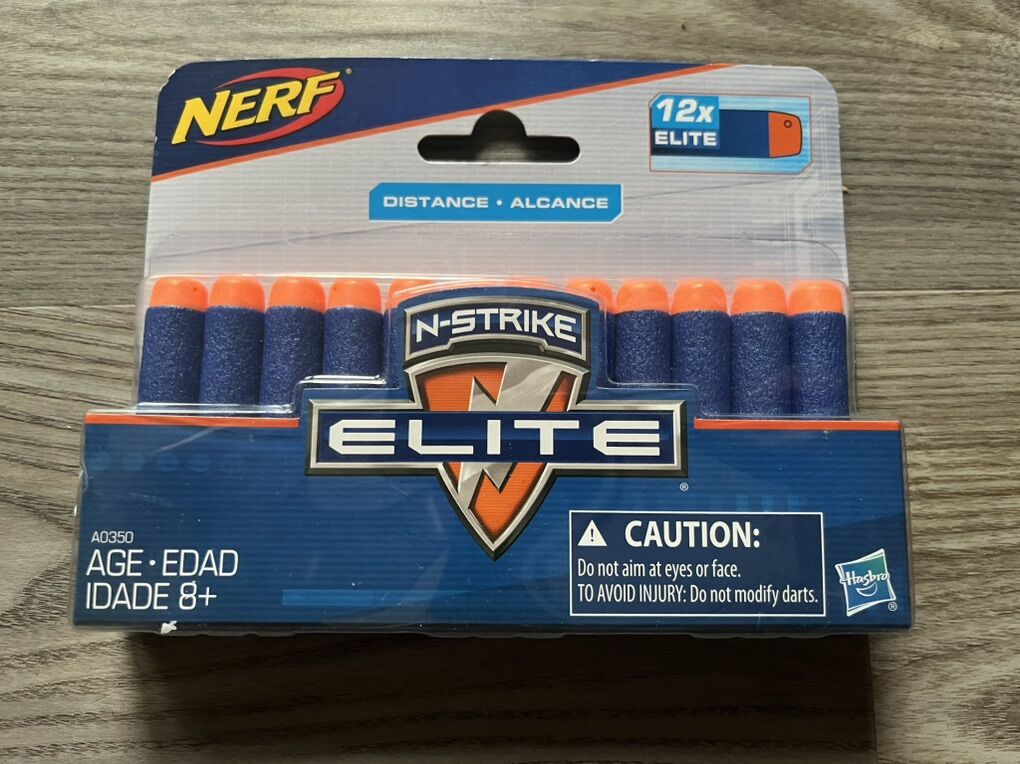 NERF®
12x
ELITE
DISTANCE • ALCANCE
N-STRIKE
ELITE
®
A0350
AGE • EDAD
IDADE 8+
CAUTION:
Do not aim at eyes or face.
TO AVOID INJURY: Do not modify darts.
Hasbro
®